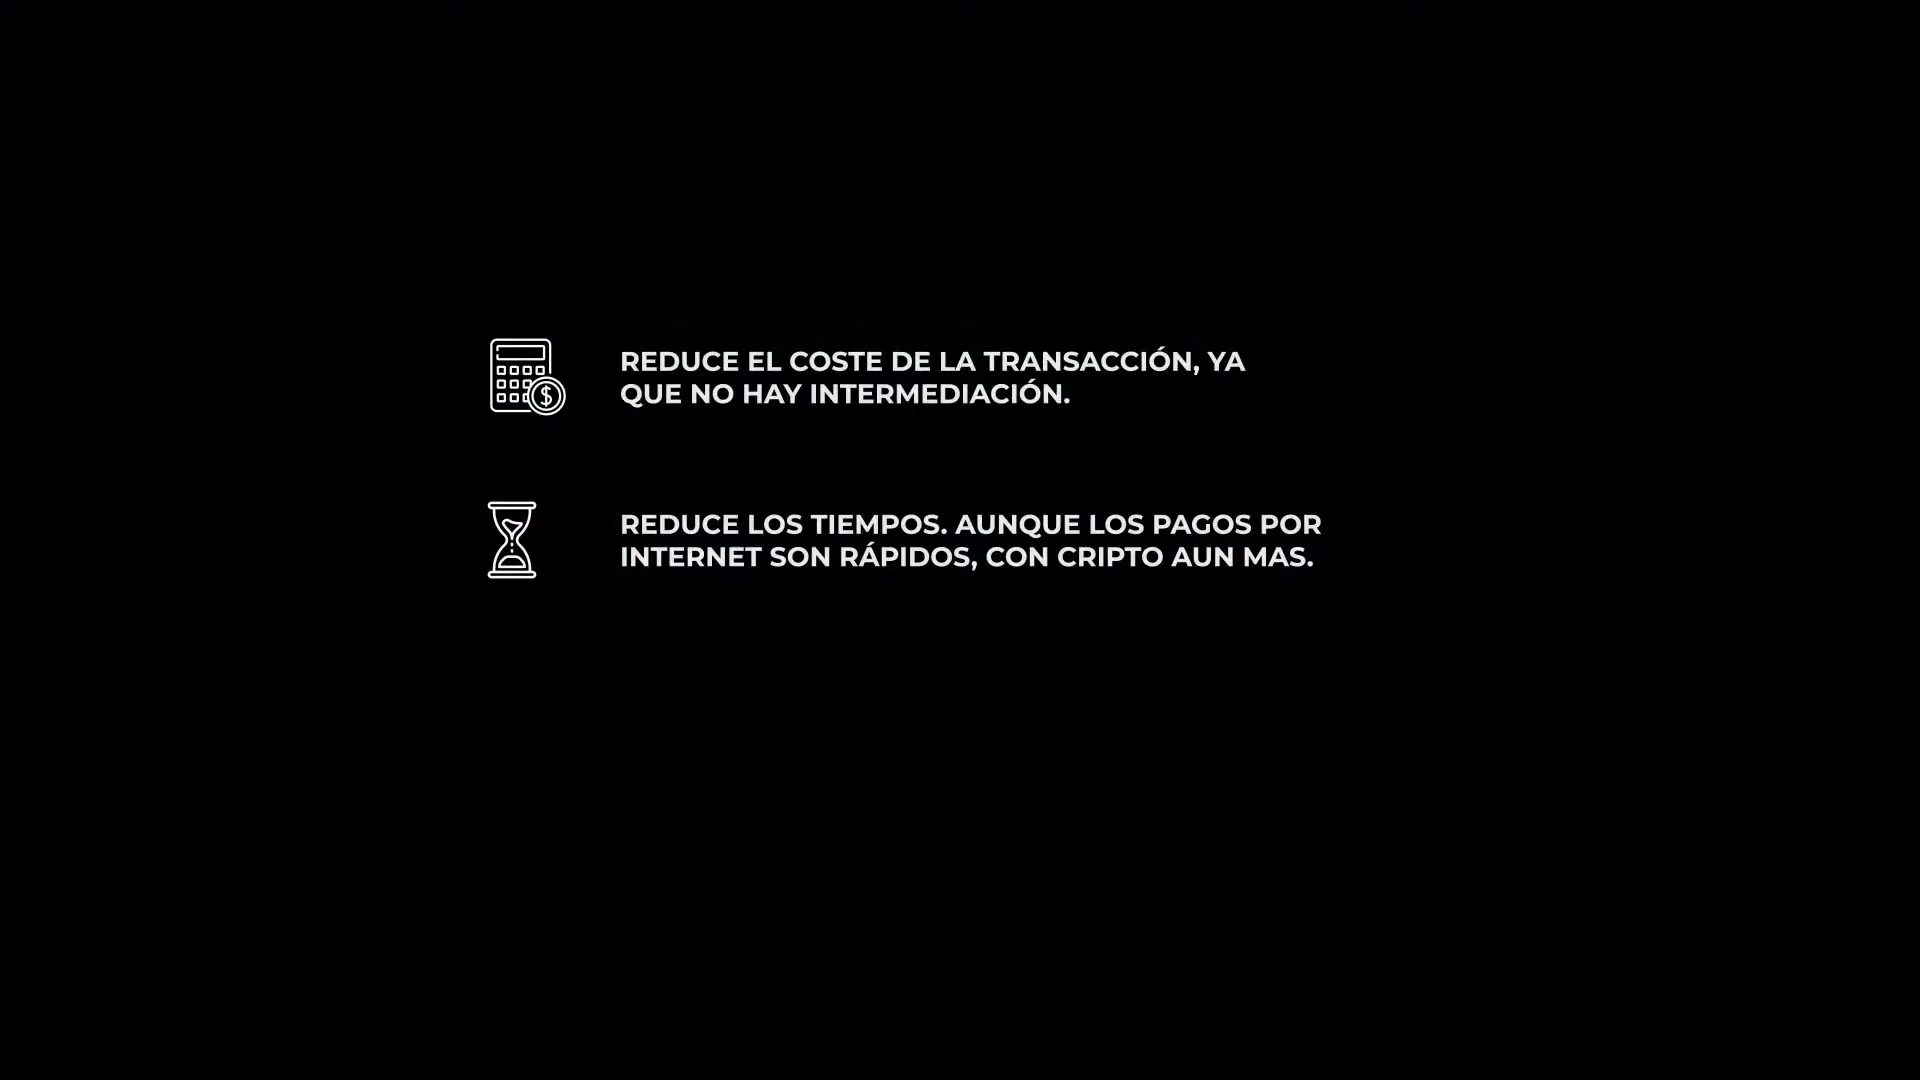 REDUCE EL COSTE DE LA TRANSACCIÓN, YA
QUE NO HAY INTERMEDIACIÓN.
REDUCE LOS TIEMPOS. AUNQUE LOS PAGOS POR
INTERNET SON RÁPIDOS, CON CRIPTO AUN MAS.